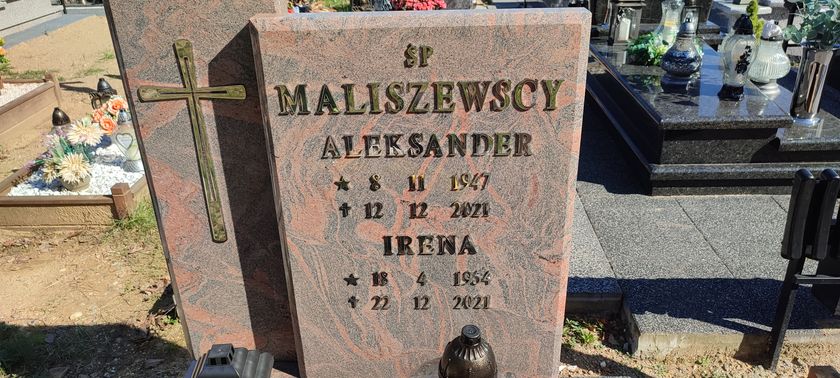 ŚP
MALISZEWSCY
ALEKSANDER
★ 8 11 1947
✝ 12 12 2021
IRENA
★ 18 4 1954
✝ 22 12 2021